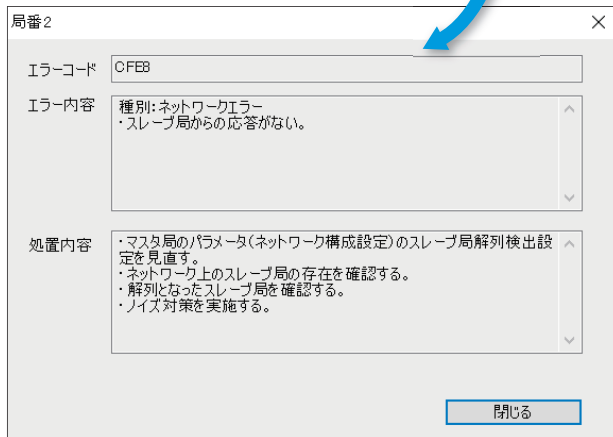 局番2
エラーコード CFE8
エラー内容 種別:ネットワークエラー
・スレーブ局からの応答がない。
処置内容 ・マスタ局のパラメータ(ネットワーク構成設定)のスレーブ局解列検出設
定を見直す。
・ネットワーク上のスレーブ局の存在を確認する。
・解列となったスレーブ局を確認する。
・ノイズ対策を実施する。
閉じる